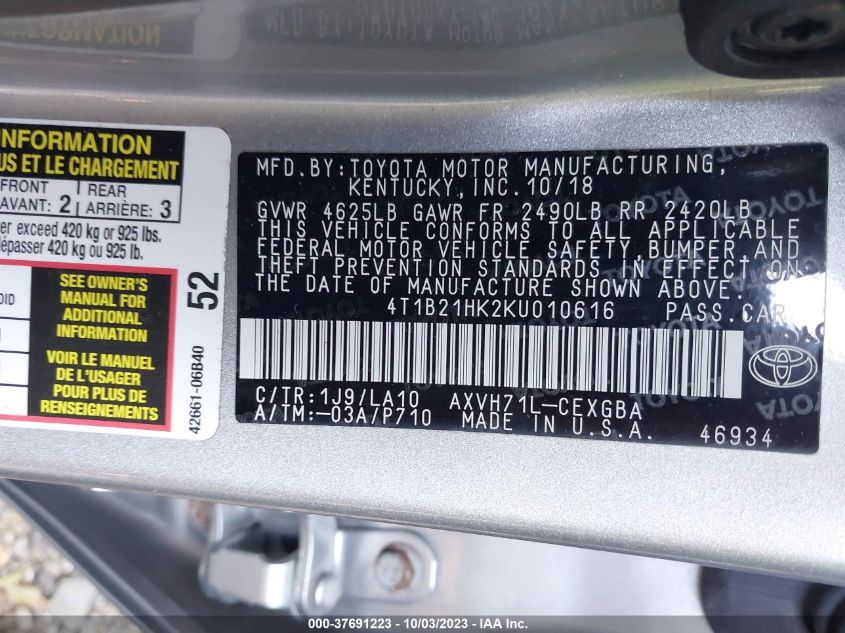 INFORMATION
US ET LE CHARGEMENT
FRONT
AVANT: 2
REAR
ARRIÈRE: 3
er exceed 420 kg or 925 lbs.
dépasser 420 kg ou 925 lb.
SEE OWNER'S
MANUAL FOR
ADDITIONAL
INFORMATION
VOIR LE MANUEL
DE L'USAGER
POUR PLUS DE
RENSEIGNEMENTS
52
42661-06B40
MFD.BY:TOYOTA MOTOR MANUFACTURING,
KENTUCKY,INC.10/18
GVWR 4625LB GAWR FR 2490LB RR 2420LB
THIS VEHICLE CONFORMS TO ALL APPLICABLE
FEDERAL MOTOR VEHICLE SAFETY,BUMPER,AND
THEFT PREVENTION STANDARDS IN EFFECT ON
THE DATE OF MANUFACTURE SHOWN ABOVE.
4T1B21HK2KU010616 PASS.CAR
C/TR:1J9/LA10 AXVH71L-CEXGBA
A/TM:-03A/P710 MADE IN U.S.A. 46934
TOYOTA
000-37691223 - 10/03/2023 - IAA Inc.